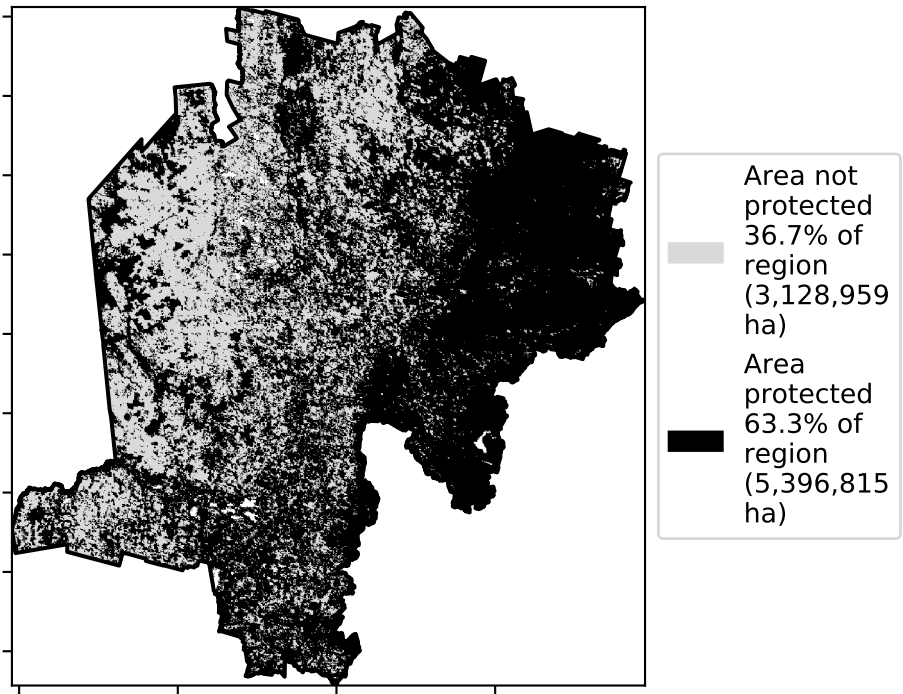 Area not
protected
36.7% of
region
(3,128,959
ha)
Area
protected
63.3% of
region
(5,396,815
ha)